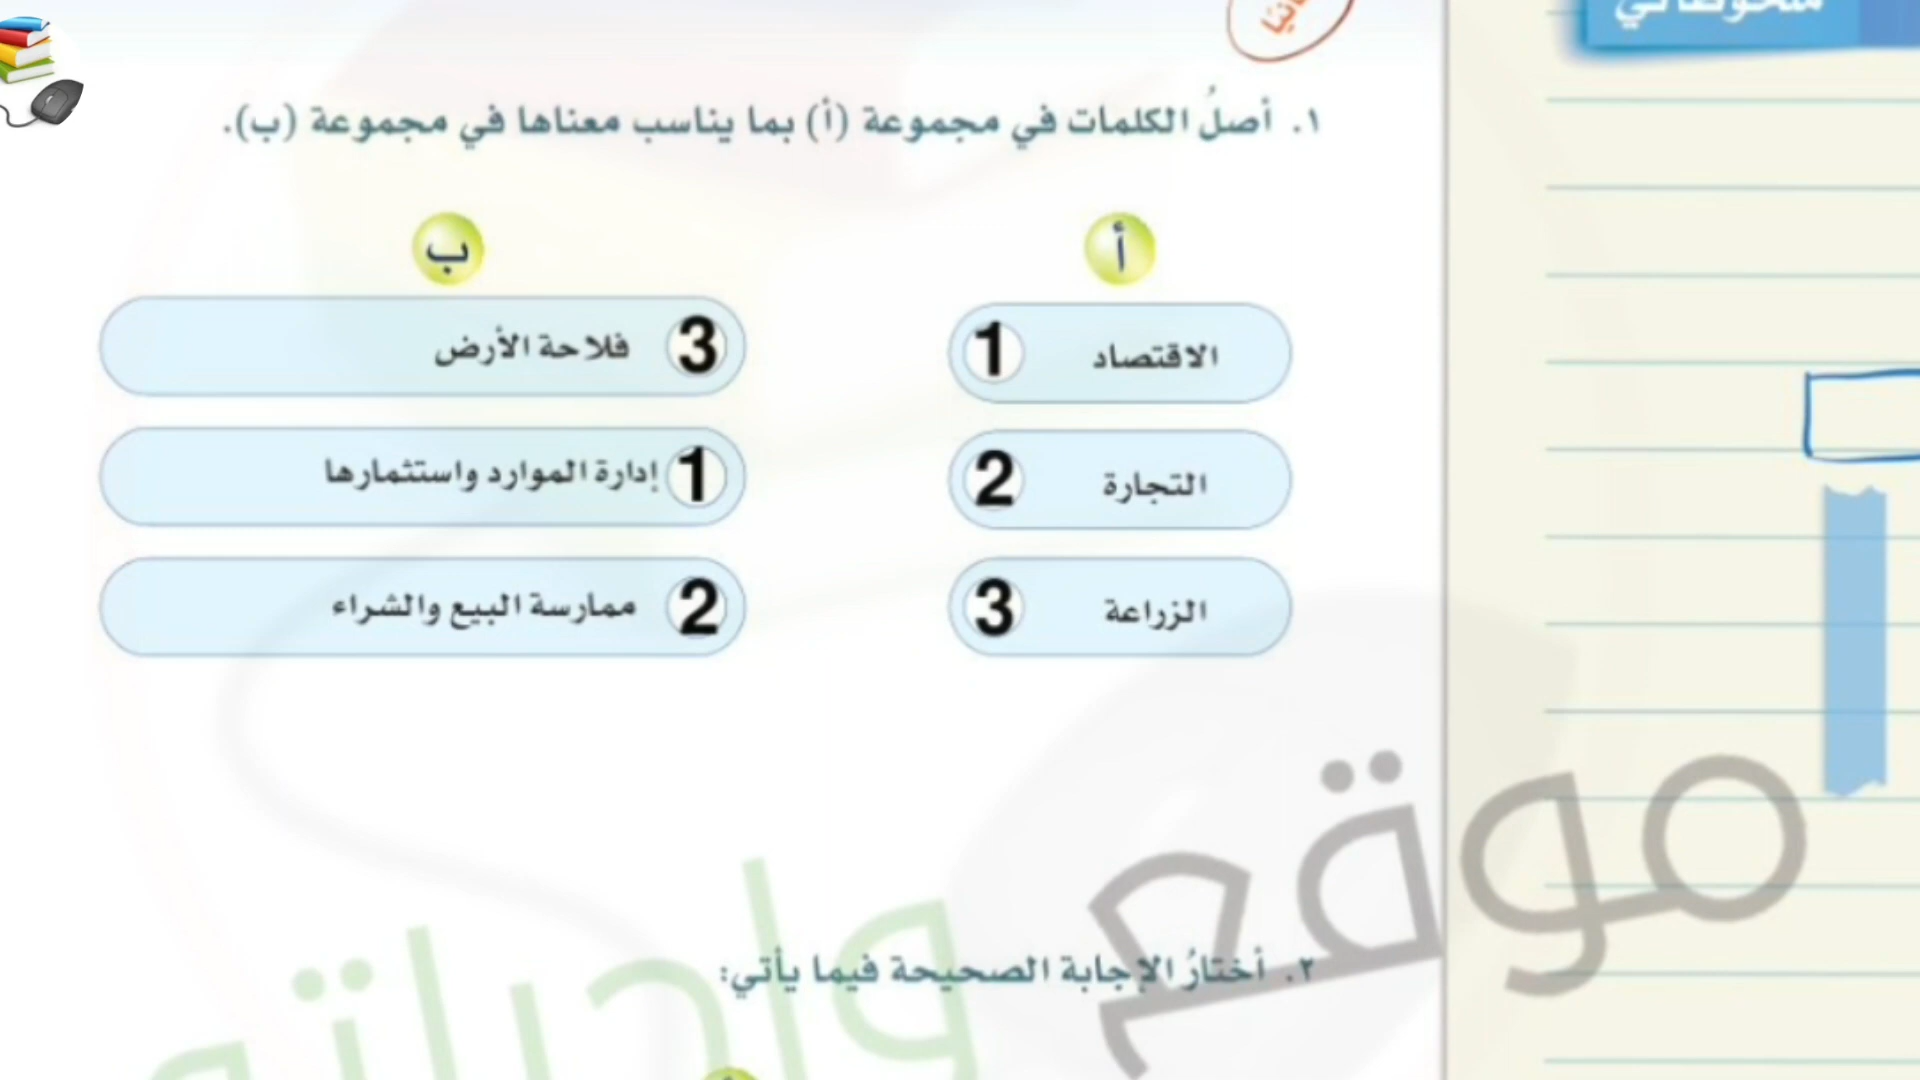 ملحوظاتي
١. أصلُ الكلمات في مجموعة (أ) بما يناسب معناها في مجموعة (ب).
أ
ب
الاقتصاد 1
3 فلاحة الأرض
التجارة 2
1 إدارة الموارد واستثمارها
الزراعة 3
2 ممارسة البيع والشراء
موقع واجباتي
٢. أختارُ الإجابة الصحيحة فيما يأتي: